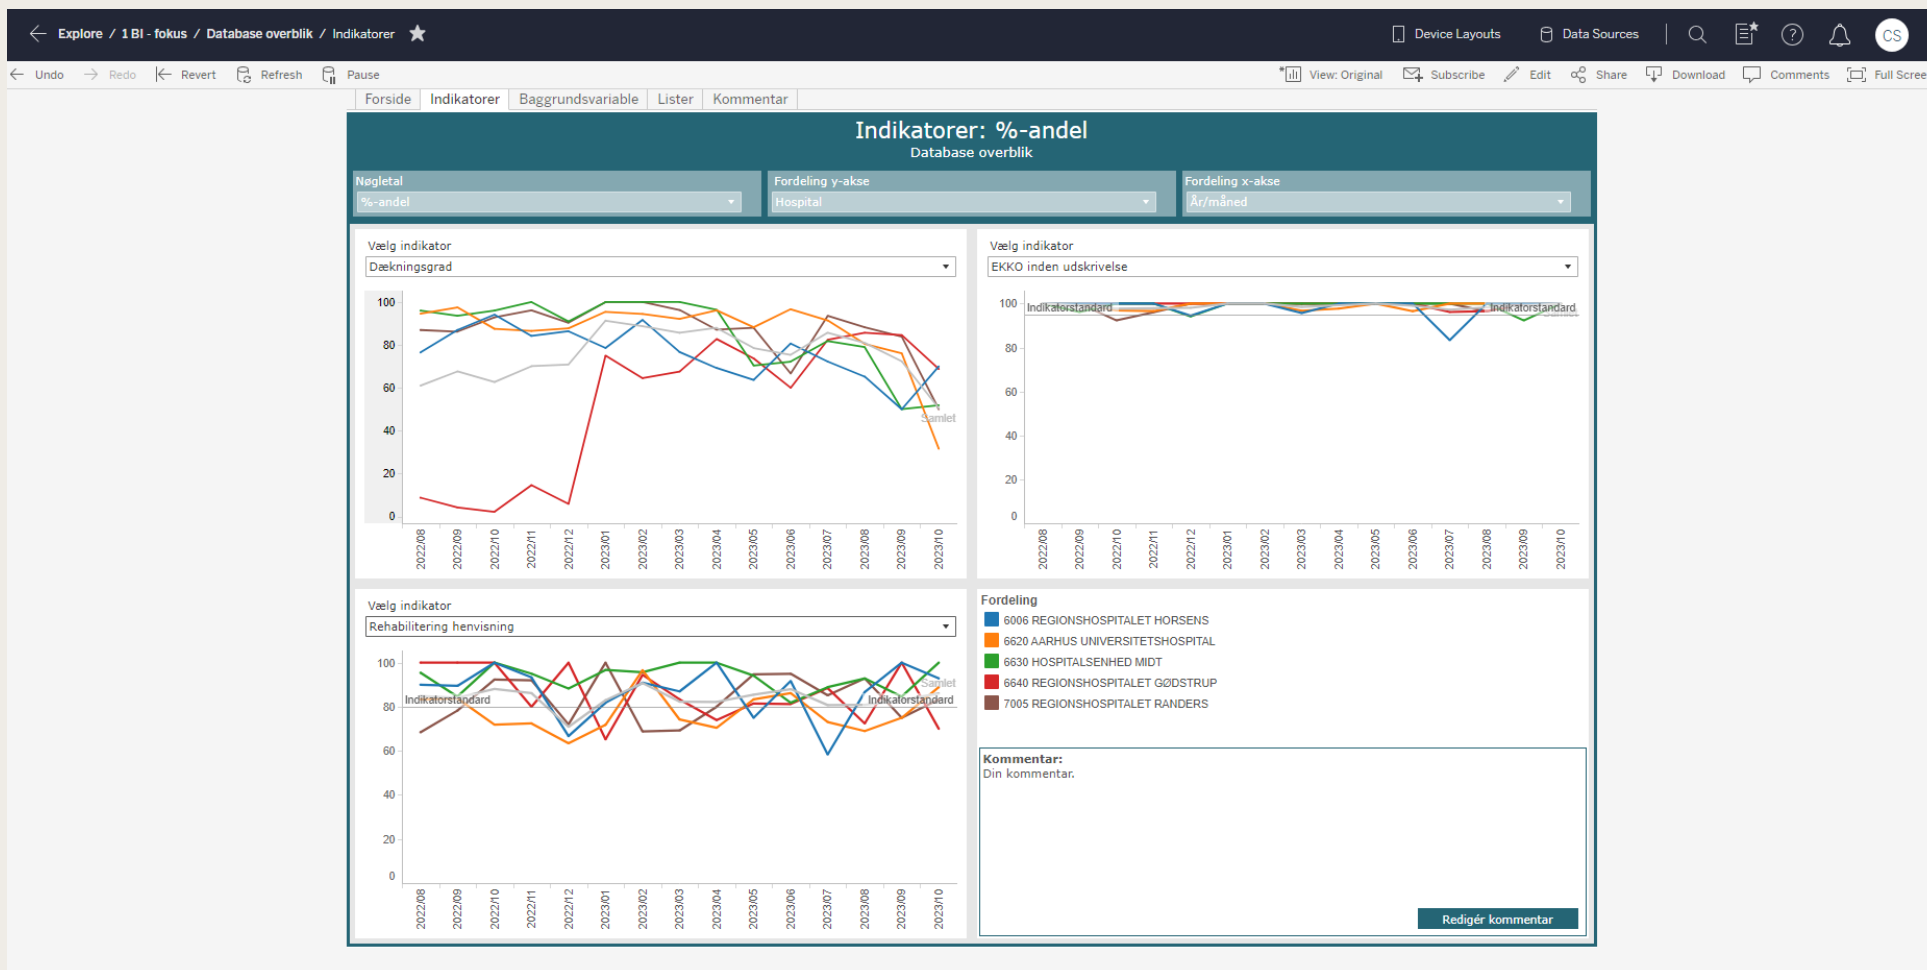 Explore / 1 BI - fokus / Database overblik / Indikatorer
Device Layouts
Data Sources
CS
Undo
Redo
Revert
Refresh
Pause
View: Original
Subscribe
Edit
Share
Download
Comments
Full Scree
Forside
Indikatorer
Baggrundsvariable
Lister
Kommentar
Indikatorer: %-andel
Database overblik
Nøgletal
%-andel
Fordeling y-akse
Hospital
Fordeling x-akse
År/måned
Vælg indikator
Dækningsgrad
100
80
60
40
20
0
Samlet
2022/08
2022/09
2022/10
2022/11
2022/12
2023/01
2023/02
2023/03
2023/04
2023/05
2023/06
2023/07
2023/08
2023/09
2023/10
Vælg indikator
EKKO inden udskrivelse
100
80
60
40
20
0
Indikatorstandard
Indikatorstandard
Samlet
2022/08
2022/09
2022/10
2022/11
2022/12
2023/01
2023/02
2023/03
2023/04
2023/05
2023/06
2023/07
2023/08
2023/09
2023/10
Vælg indikator
Rehabilitering henvisning
100
80
60
40
20
0
Indikatorstandard
Samlet
Indikatorstandard
2022/08
2022/09
2022/10
2022/11
2022/12
2023/01
2023/02
2023/03
2023/04
2023/05
2023/06
2023/07
2023/08
2023/09
2023/10
Fordeling
6006 REGIONSHOSPITALET HORSENS
6620 AARHUS UNIVERSITETSHOSPITAL
6630 HOSPITALSENHED MIDT
6640 REGIONSHOSPITALET GØDSTRUP
7005 REGIONSHOSPITALET RANDERS
Kommentar:
Din kommentar.
Redigér kommentar